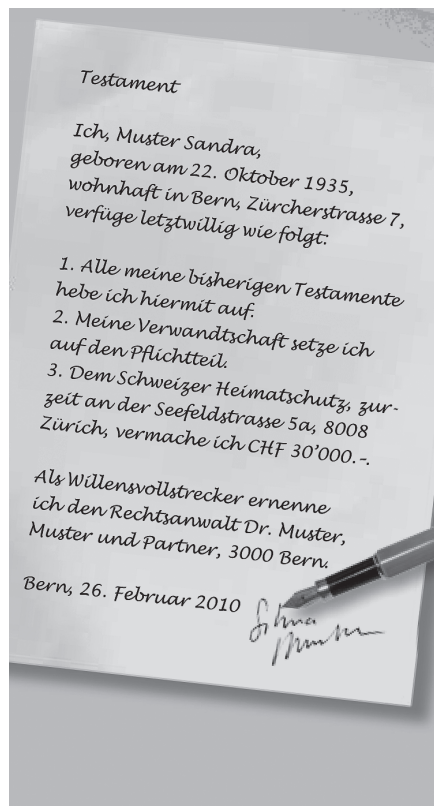 Testament
Ich, Muster Sandra,
geboren am 22. Oktober 1935,
wohnhaft in Bern, Zürcherstrasse 7,
verfüge letztwillig wie folgt:
1. Alle meine bisherigen Testamente
hebe ich hiermit auf.
2. Meine Verwandtschaft setze ich
auf den Pflichtteil.
3. Dem Schweizer Heimatschutz, zur-
zeit an der Seefeldstrasse 5a, 8008
Zürich, vermache ich CHF 30'000.-.
Als Willensvollstrecker ernenne
ich den Rechtsanwalt Dr. Muster,
Muster und Partner, 3000 Bern.
Bern, 26. Februar 2010
Silvia
Muster